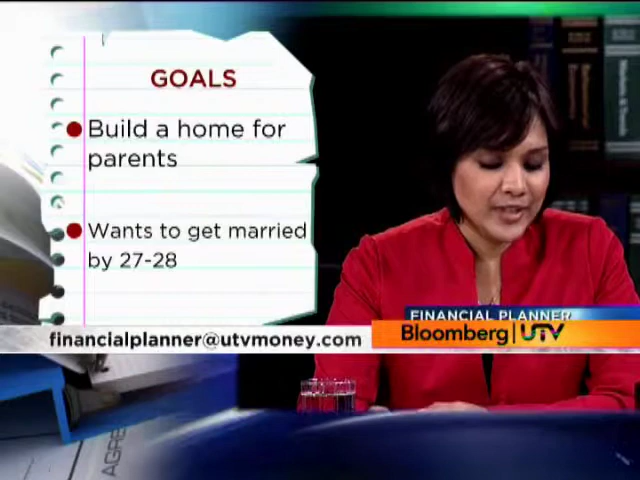 GOALS
Build a home for
parents
Wants to get married
by 27-28
FINANCIAL PLANNER
Bloomberg | UTV
financialplanner@utvmoney.com
AGRE